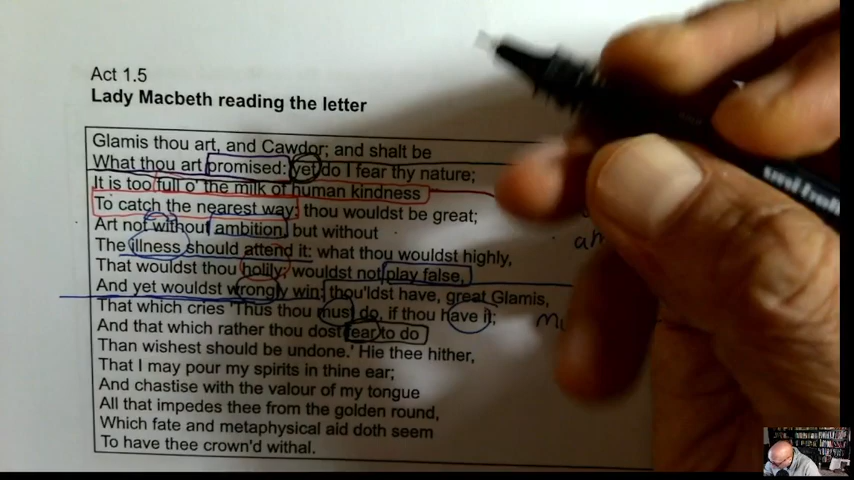 Act 1.5
Lady Macbeth reading the letter
Glamis thou art, and Cawdor; and shalt be
What thou art promised: yet do I fear thy nature;
It is too full o' the milk of human kindness
To catch the nearest way: thou wouldst be great;
Art not without ambition, but without
The illness should attend it: what thou wouldst highly,
That wouldst thou holily; wouldst not play false,
And yet wouldst wrongly win: thou'ldst have, great Glamis,
That which cries 'Thus thou must do, if thou have it;
And that which rather thou dost fear to do
Than wishest should be undone.' Hie thee hither,
That I may pour my spirits in thine ear;
And chastise with the valour of my tongue
All that impedes thee from the golden round,
Which fate and metaphysical aid doth seem
To have thee crown'd withal.